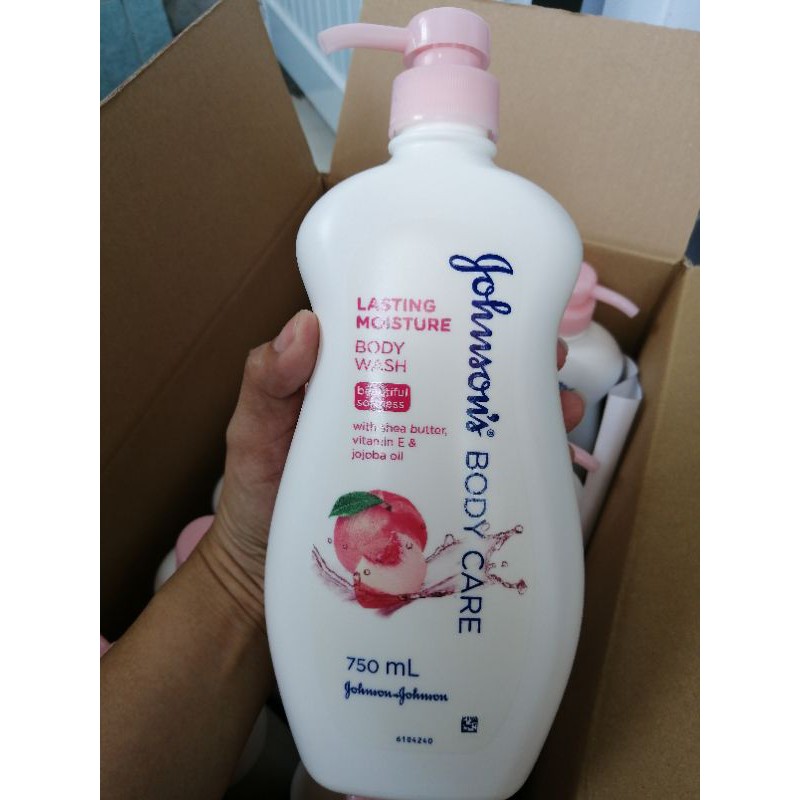 LASTING
MOISTURE
BODY
WASH
beautiful
softness
with shea butter,
vitamin E &
jojoba oil
Johnson's® BODY CARE
750 mL
Johnson & Johnson
6104240